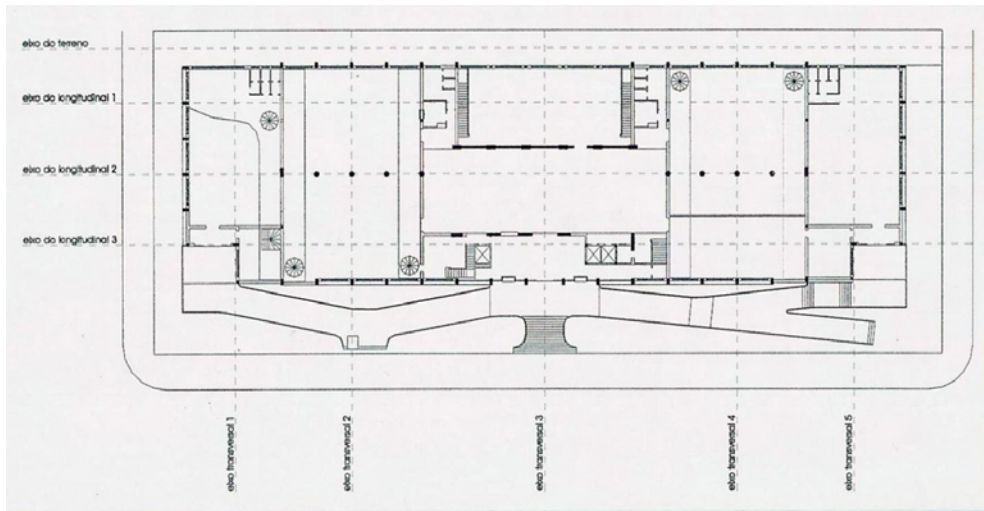 eixo do terreno
eixo do longitudinal 1
eixo do longitudinal 2
eixo do longitudinal 3
eixo transversal 1
eixo transversal 2
eixo transversal 3
eixo transversal 4
eixo transversal 5